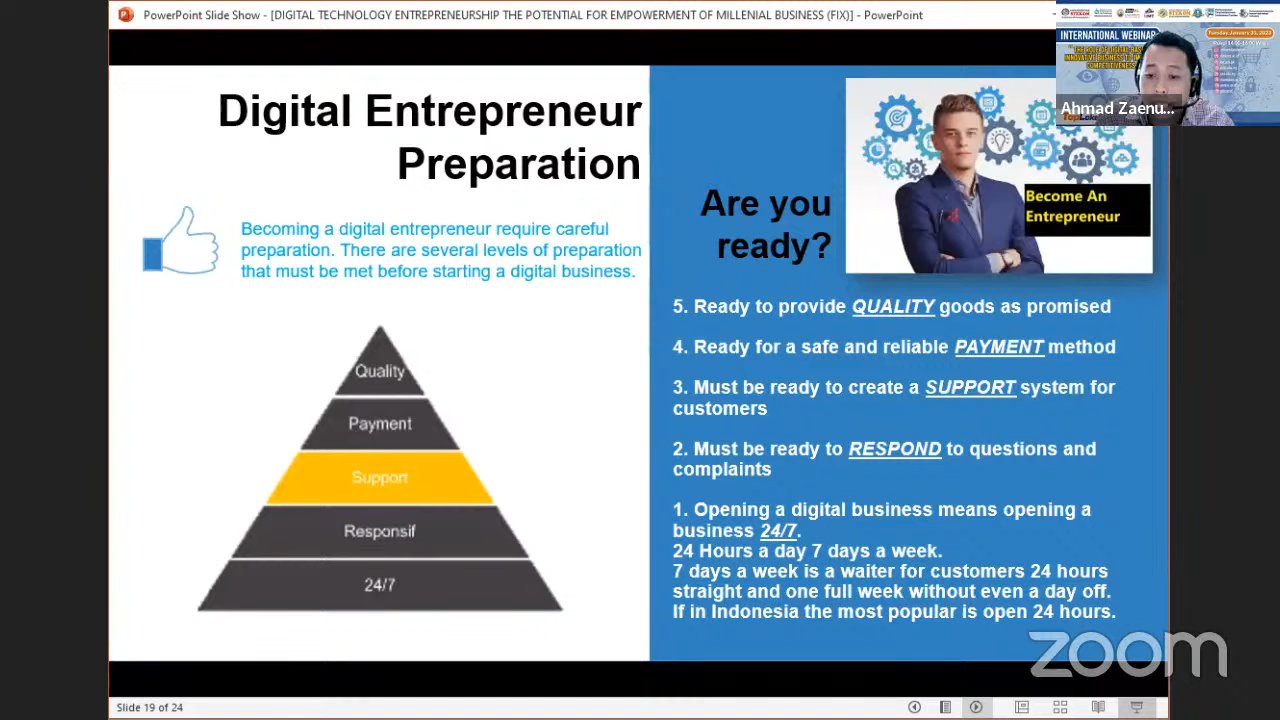 PowerPoint Slide Show - [DIGITAL TECHNOLOGY ENTREPRENEURSHIP THE POTENTIAL FOR EMPOWERMENT OF MILLENIAL BUSINESS (FIX)] - PowerPoint
INTERNATIONAL WEBINAR
Tuesday, January 31, 2023
Ahmad Zaenu...
Digital Entrepreneur
Preparation
Becoming a digital entrepreneur require careful
preparation. There are several levels of preparation
that must be met before starting a digital business.
Quality
Payment
Support
Responsif
24/7
Are you
ready?
Become An
Entrepreneur
5. Ready to provide QUALITY goods as promised
4. Ready for a safe and reliable PAYMENT method
3. Must be ready to create a SUPPORT system for
customers
2. Must be ready to RESPOND to questions and
complaints
1. Opening a digital business means opening a
business 24/7.
24 Hours a day 7 days a week.
7 days a week is a waiter for customers 24 hours
straight and one full week without even a day off.
If in Indonesia the most popular is open 24 hours.
zoom
Slide 19 of 24